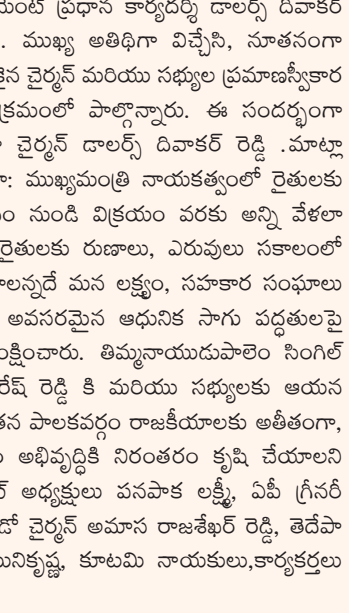 ప్రధాన కార్యదర్శి డాలర్స్ దివాకర్
. ముఖ్య అతిథిగా విచ్చేసి, నూతనంగా
చైర్మన్ మరియు సభ్యుల ప్రమాణస్వీకార
పాల్గొన్నారు. ఈ సందర్భంగా
చైర్మన్ డాలర్స్ దివాకర్ రెడ్డి .మాట్లా
: ముఖ్యమంత్రి నాయకత్వంలో రైతులకు
నుండి విక్రయం వరకు అన్ని వేళలా
రైతులకు రుణాలు, ఎరువులు సకాలంలో
మన లక్ష్యం, సహకార సంఘాలు
అవసరమైన ఆధునిక సాగు పద్ధతులపై
తిమ్మనాయుడుపాలెం సింగిల్
రెడ్డి కి మరియు సభ్యులకు ఆయన
పాలకవర్గం రాజకీయాలకు అతీతంగా,
అభివృద్ధికి నిరంతరం కృషి చేయాలని
అధ్యక్షులు పనపాక లక్ష్మీ, ఏపీ గ్రీనరీ
చైర్మన్ అమాస రాజశేఖర్ రెడ్డి, తెదేపా
కూటమి నాయకులు,కార్యకర్తలు